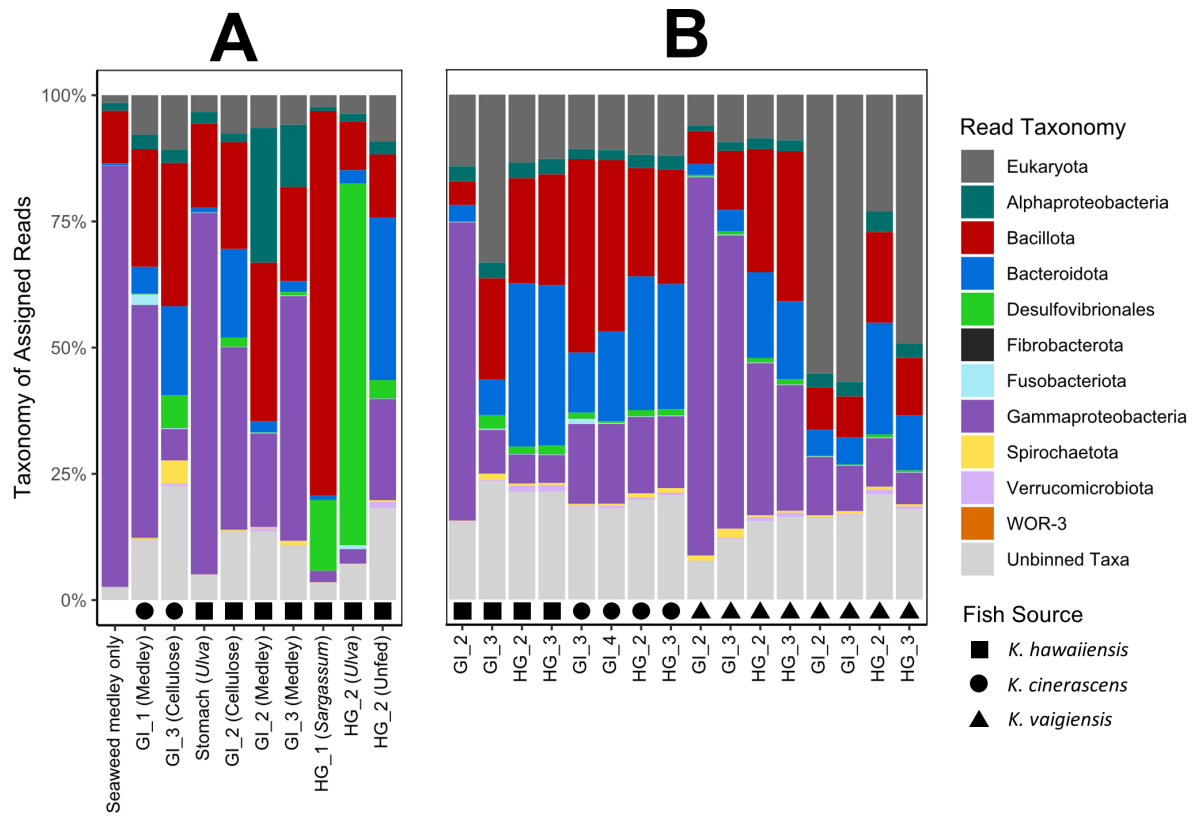 A
B
Taxonomy of Assigned Reads
100%
75%
50%
25%
0%
Seaweed medley only
GI_1 (Medley)
GI_3 (Cellulose)
Stomach (Ulva)
GI_2 (Cellulose)
GI_2 (Medley)
GI_3 (Medley)
HG_1 (Sargassum)
HG_2 (Ulva)
HG_2 (Unfed)
GI_2
GI_3
HG_2
HG_3
GI_3
GI_4
HG_2
HG_3
GI_2
GI_3
HG_2
HG_3
GI_2
GI_3
HG_2
HG_3
Read Taxonomy
Eukaryota
Alphaproteobacteria
Bacillota
Bacteroidota
Desulfovibrionales
Fibrobacterota
Fusobacteriota
Gammaproteobacteria
Spirochaetota
Verrucomicrobiota
WOR-3
Unbinned Taxa
Fish Source
K. hawaiiensis
K. cinerascens
K. vaigiensis